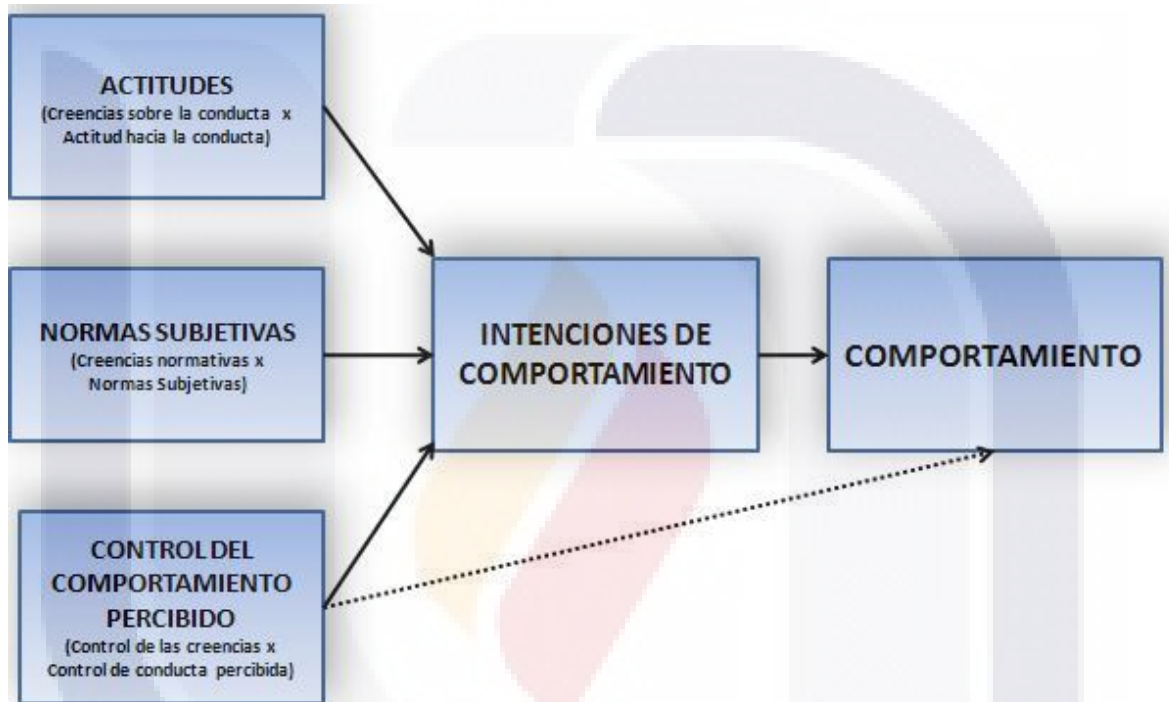 ACTITUDES
(Creencias sobre la conducta x
Actitud hacia la conducta)
NORMAS SUBJETIVAS
(Creencias normativas x
Normas Subjetivas)
CONTROL DEL
COMPORTAMIENTO
PERCIBIDO
(Control de las creencias x
Control de conducta percibida)
INTENCIONES DE
COMPORTAMIENTO
COMPORTAMIENTO